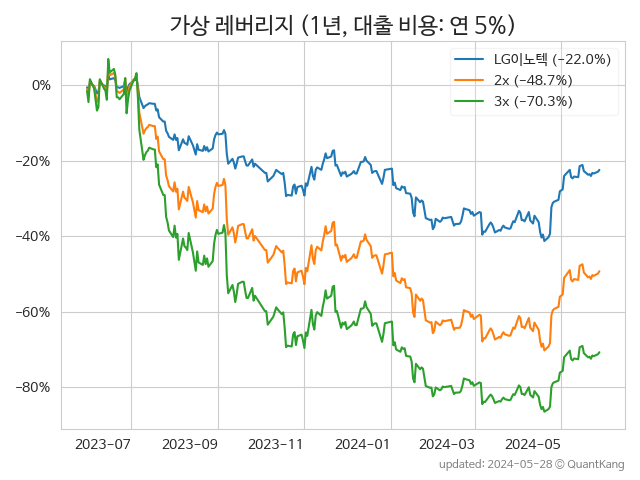 가상 레버리지 (1년, 대출 비용: 연 5%)
LG이노텍 (−22.0%)
2x (−48.7%)
3x (−70.3%)
0%
−20%
−40%
−60%
−80%
2023−07 2023−09 2023−11 2024−01 2024−03 2024−05
updated: 2024-05-28 © QuantKang